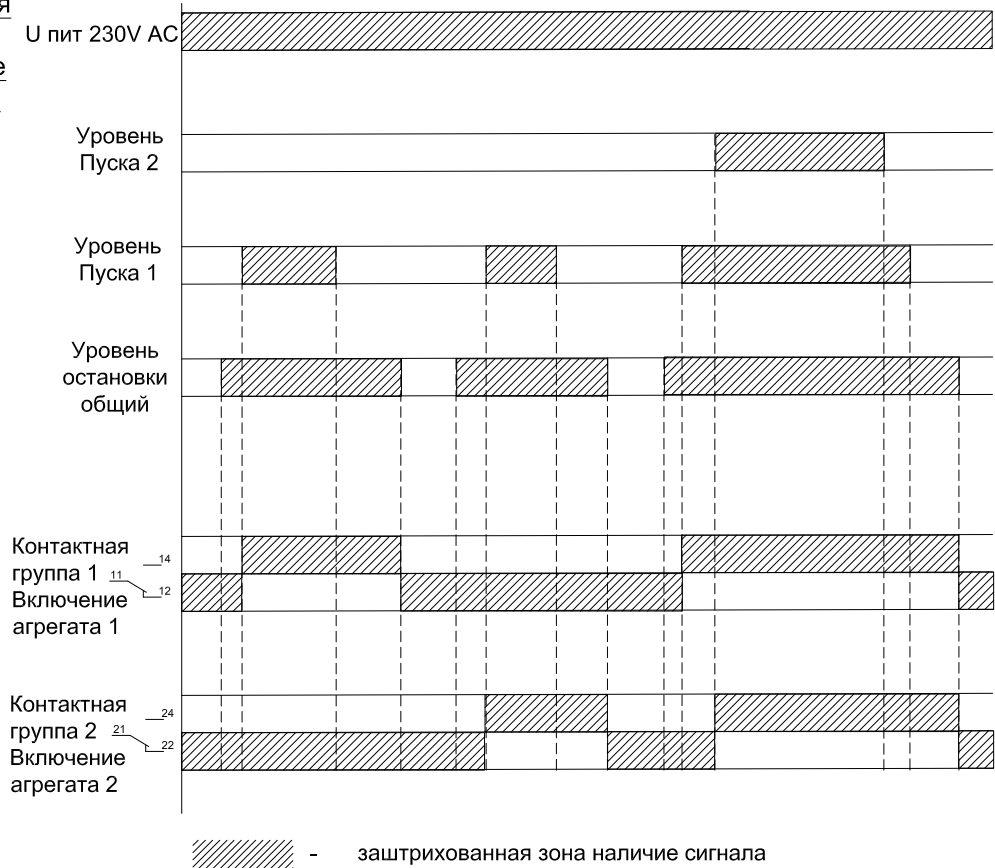 я
U пит 230V AC
е
Уровень
Пуска 2
Уровень
Пуска 1
Уровень
остановки
общий
Контактная
группа 1
Включение
агрегата 1
14
11
12
Контактная
группа 2
Включение
агрегата 2
24
21
22
- заштрихованная зона наличие сигнала